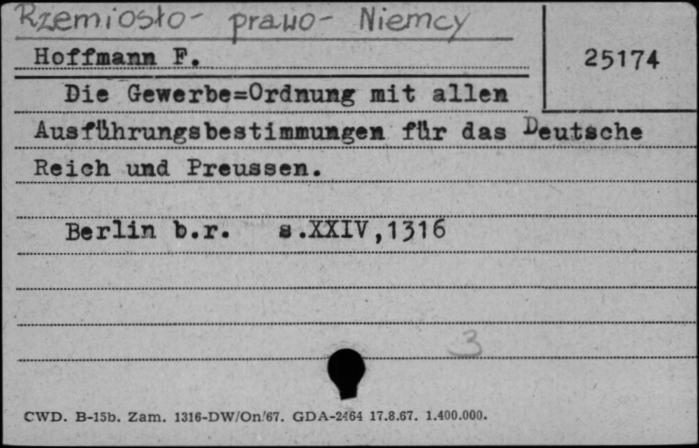 Rzemiosło- prawo- Niemcy
Hoffmann F.
25174
Die Gewerbe=Ordnung mit allen
Ausführungsbestimmungen für das Deutsche
Reich und Preussen.
Berlin b.r. s.XXIV,1316
3
CWD. B-15b. Zam. 1316-DW/On/67. GDA-2464 17.8.67. 1.400.000.